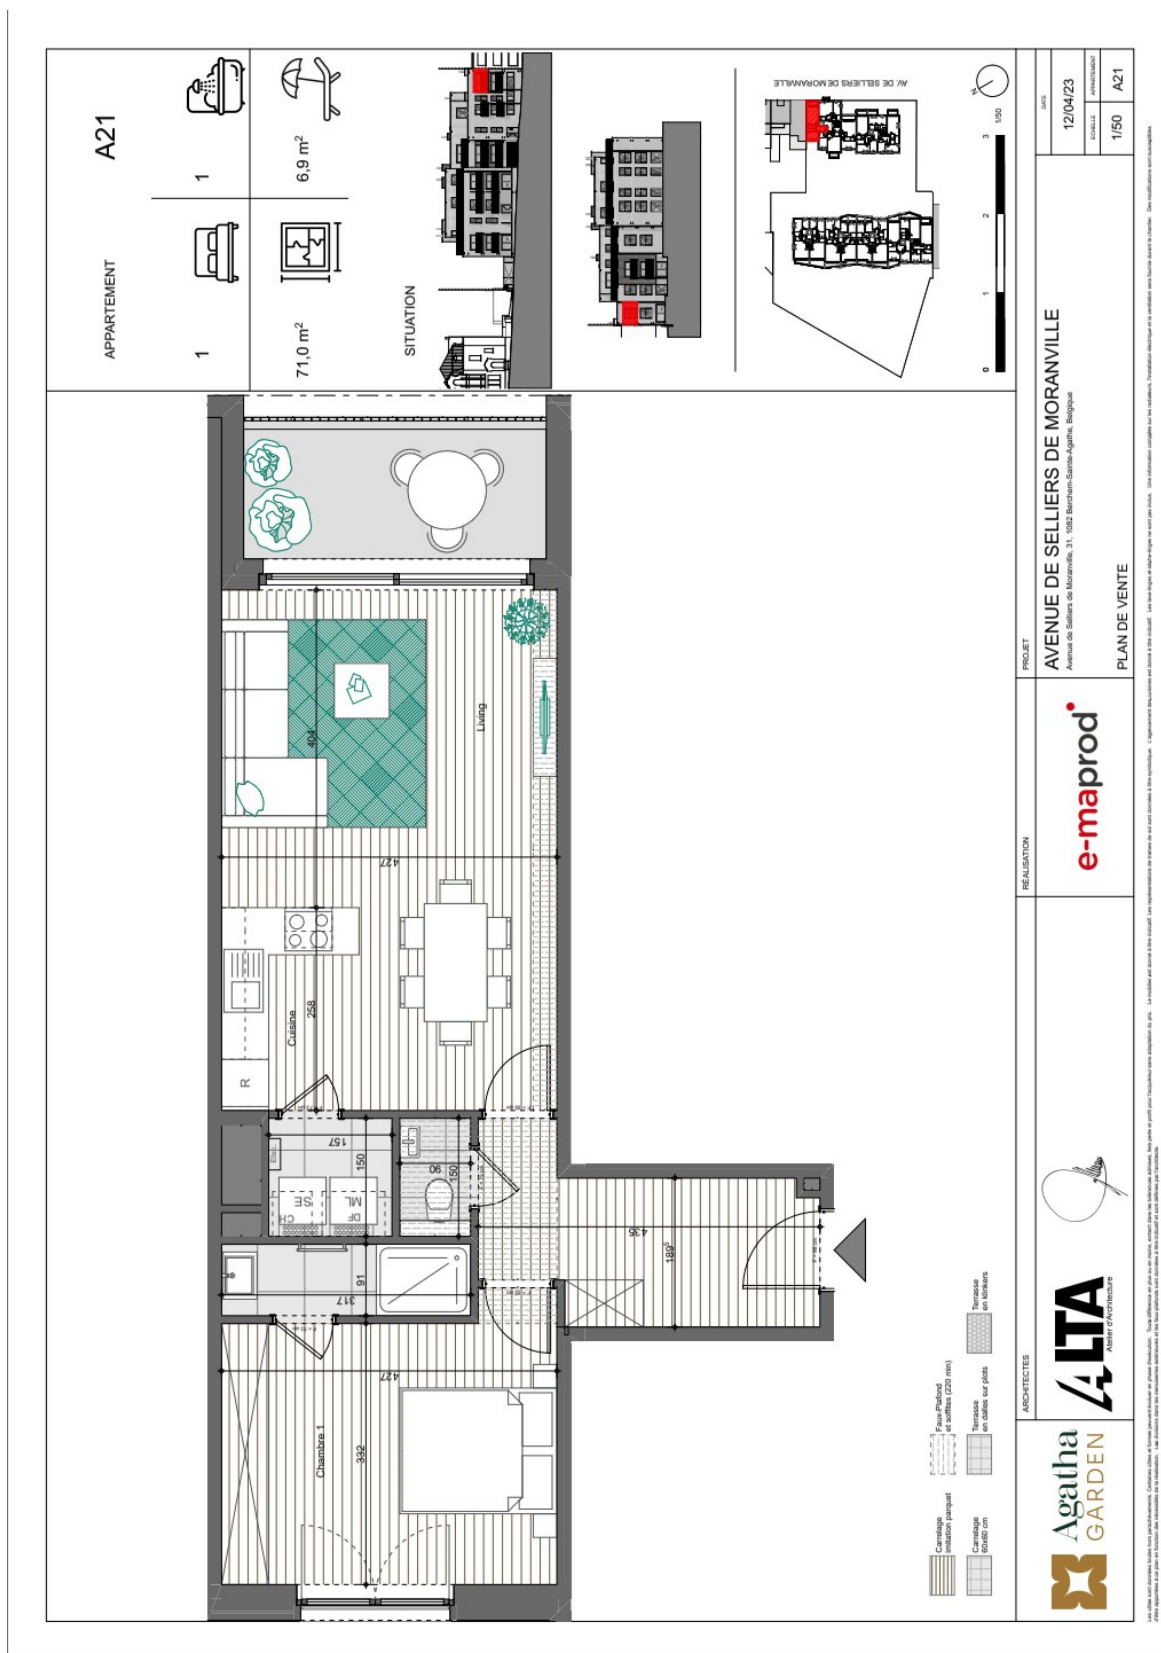 APPARTEMENT
A21
1
1
71,0 m²
6,9 m²
SITUATION
AV. DE SELLIERS DE MORANVILLE
N
0
1
2
3
1/50
Living
404
427
Cuisine
258
R
157
150
Elec.
SE
ML
CH
DF
90
150
91
317
435
189⁵
427
Chambre 1
332
Carrelage
imitation parquet
Faux-Plafond
et soffites (220 min)
Carrelage
60x60 cm
Terrasse
en dalles sur plots
Terrasse
en klinkers
Agatha
GARDEN
ARCHITECTES
ALTA
Atelier d'Architecture
RÉALISATION
e-maprod
PROJET
AVENUE DE SELLIERS DE MORANVILLE
Avenue de Selliers de Moranville, 31, 1082 Berchem-Sainte-Agathe, Belgique
PLAN DE VENTE
DATE
12/04/23
ECHELLE
1/50
APPARTEMENT
A21